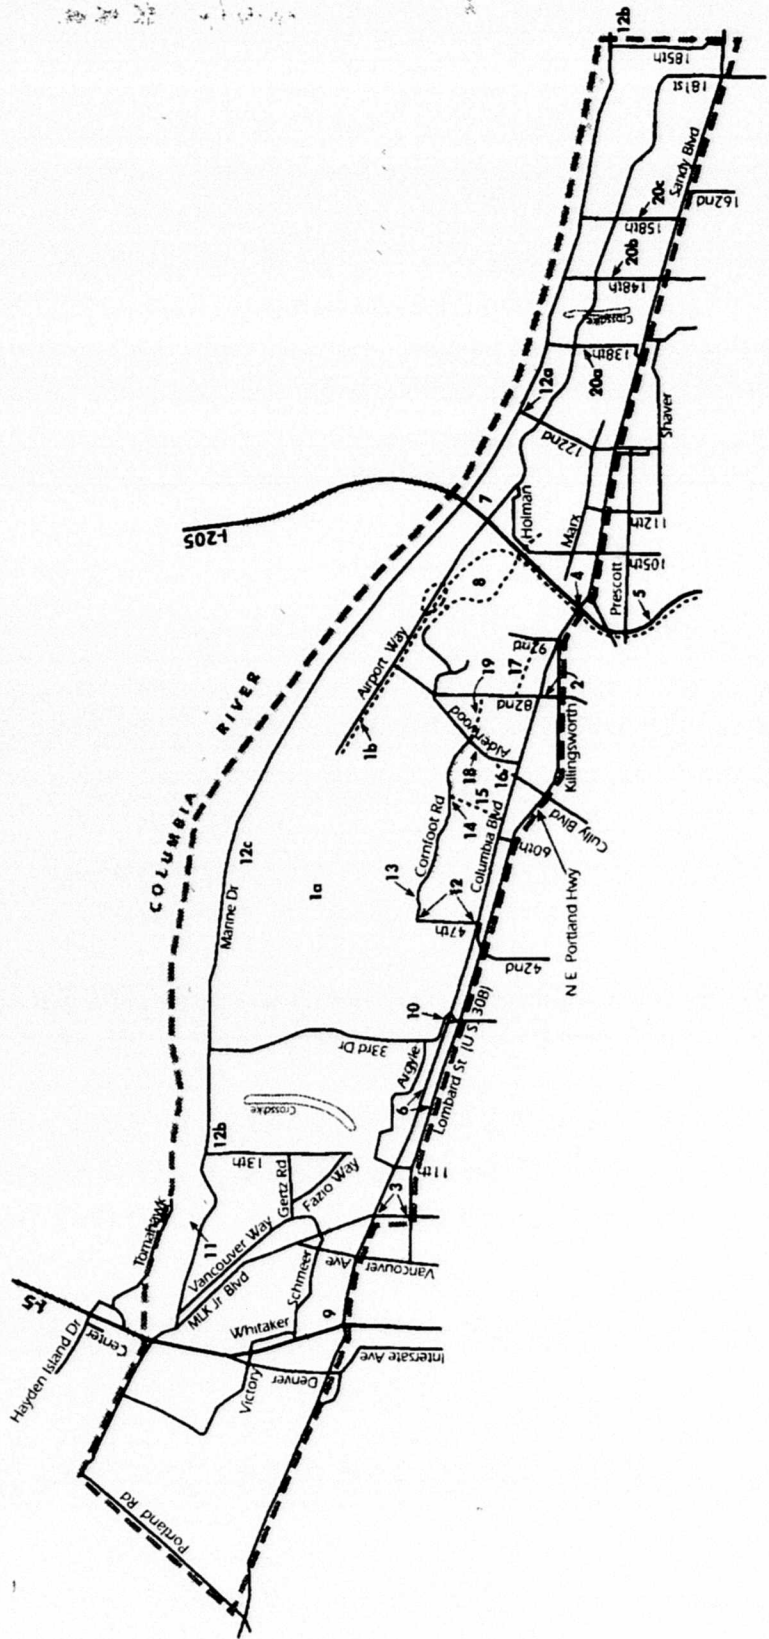 Hayden Island Dr
I-5
Center
Tomahawk
COLUMBIA
RIVER
I-205
Portland Rd
Victory
Denver
Intersate Ave
Whitaker
Schmeer
MLK Jr Blvd
Vancouver Way
11
Gertz Rd
Fazio Way
13th
12b
Crossdike
9
Vancouver
Ave
3
11th
6
Argyle
33rd Dr
10
Lombard St (U.S. 30B)
Marine Dr
12c
1a
42nd
47th
12
13
Cornfoot Rd
Columbia Blvd
14
15
16
18
19
Alderwood
N E Portland Hwy
60th
Cully Blvd
Killingsworth
2
82nd
17
92nd
1b
Airport Way
8
7
4
5
Prescott
105th
112th
Marx
Holman
122nd
12a
Shaver
20a
138th
Crossdike
148th
20b
158th
20c
162nd
Sandy Blvd
181st
185th
12b